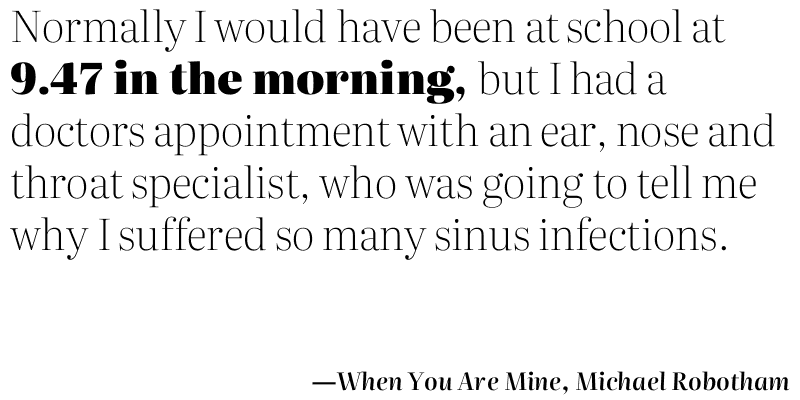 Normally I would have been at school at
9.47 in the morning, but I had a
doctors appointment with an ear, nose and
throat specialist, who was going to tell me
why I suffered so many sinus infections.
—When You Are Mine, Michael Robotham